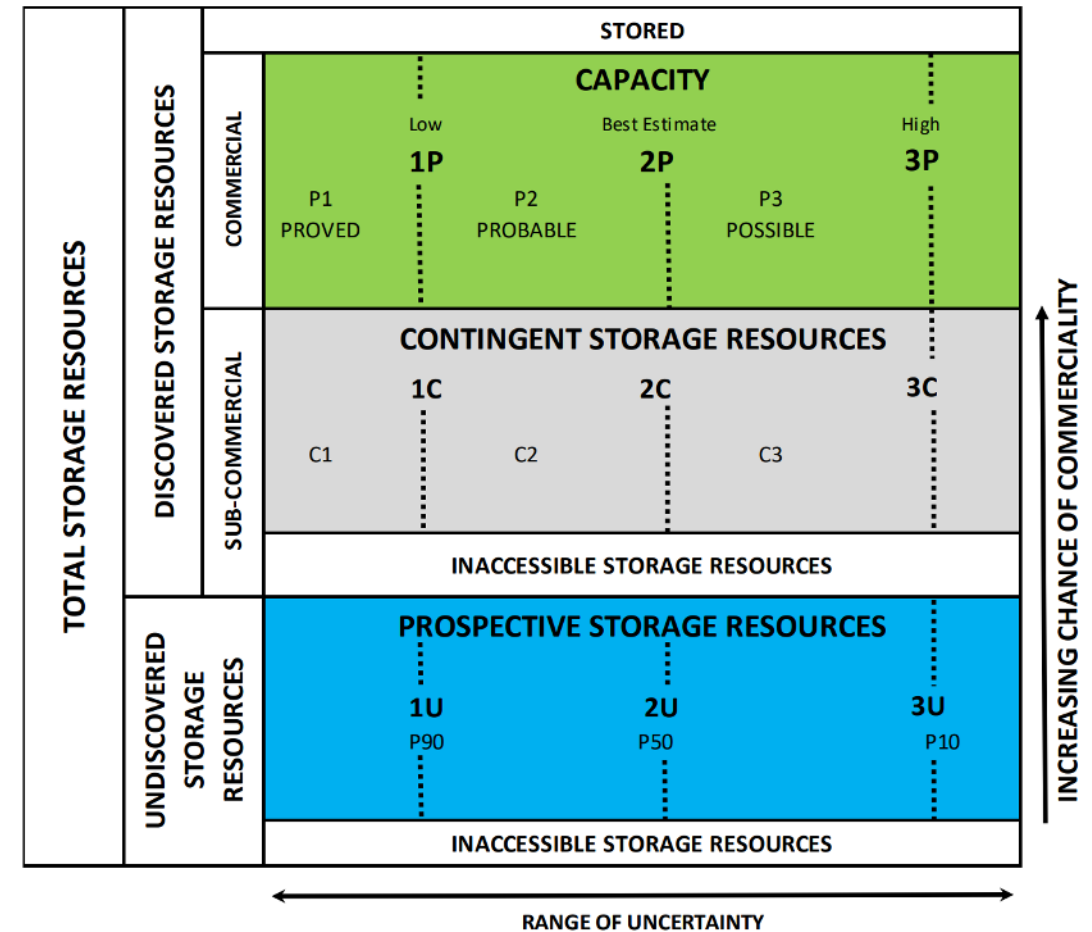 TOTAL STORAGE RESOURCES
DISCOVERED STORAGE RESOURCES
STORED
COMMERCIAL
CAPACITY
Low Best Estimate High
1P 2P 3P
P1 P2 P3
PROVED PROBABLE POSSIBLE
SUB-COMMERCIAL
CONTINGENT STORAGE RESOURCES
1C 2C 3C
C1 C2 C3
INACCESSIBLE STORAGE RESOURCES
UNDISCOVERED
STORAGE
RESOURCES
PROSPECTIVE STORAGE RESOURCES
1U 2U 3U
P90 P50 P10
INACCESSIBLE STORAGE RESOURCES
INCREASING CHANCE OF COMMERCIALITY
RANGE OF UNCERTAINTY